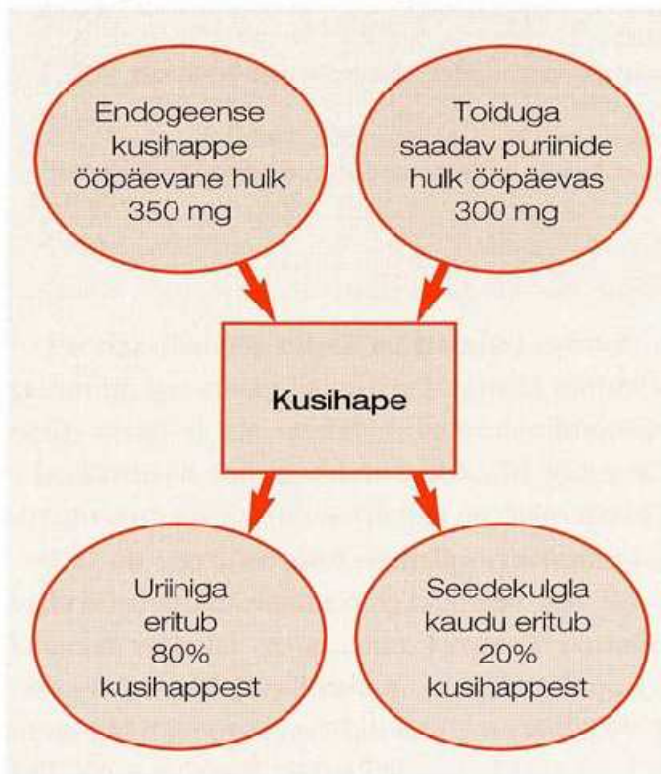 Endogeense
kusihappe
ööpäevane hulk
350 mg
Toiduga
saadav puriinide
hulk ööpäevas
300 mg
Kusihape
Uriiniga
eritub
80%
kusihappest
Seedekulgla
kaudu eritub
20%
kusihappest